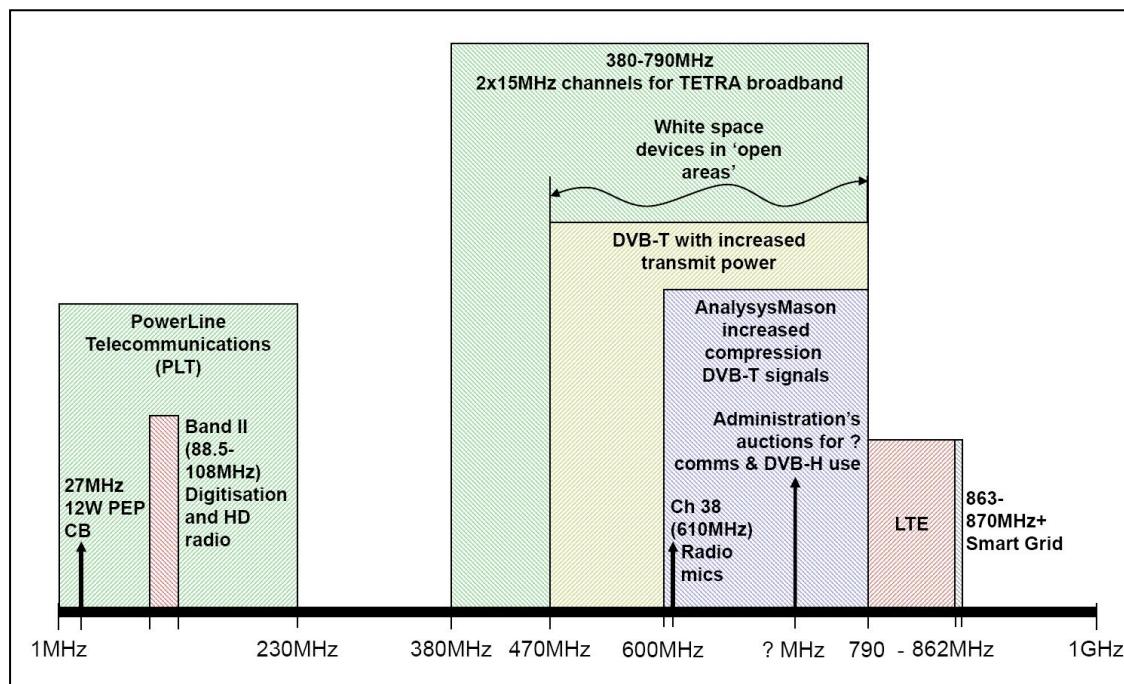 380-790MHz
2x15MHz channels for TETRA broadband
White space
devices in ‘open
areas’
DVB-T with increased
transmit power
PowerLine
Telecommunications
(PLT)
AnalysysMason
increased
compression
DVB-T signals
Band II
(88.5-
108MHz)
Digitisation
and HD
radio
27MHz
12W PEP
CB
Administration’s
auctions for ?
comms & DVB-H use
Ch 38
(610MHz)
Radio
mics
LTE
863-
870MHz+
Smart Grid
1MHz 230MHz 380MHz 470MHz 600MHz ? MHz 790 - 862MHz 1GHz